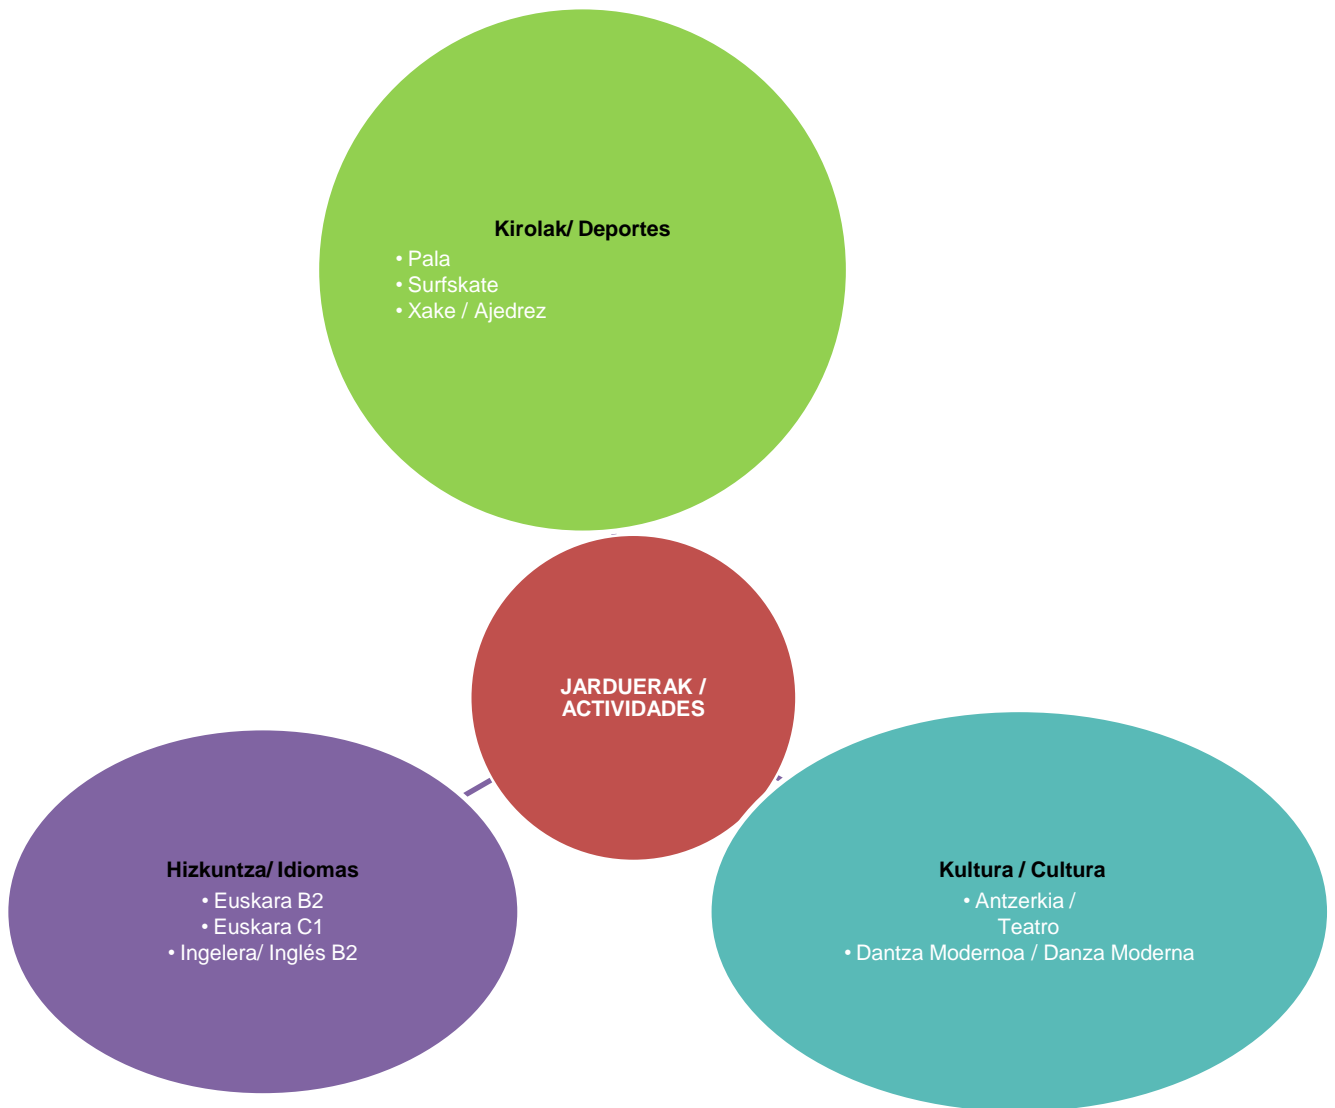 Kirolak/ Deportes
• Pala
• Surfskate
• Xake / Ajedrez
JARDUERAK /
ACTIVIDADES
Hizkuntza/ Idiomas
• Euskara B2
• Euskara C1
• Ingelera/ Inglés B2
Kultura / Cultura
• Antzerkia /
Teatro
• Dantza Modernoa / Danza Moderna